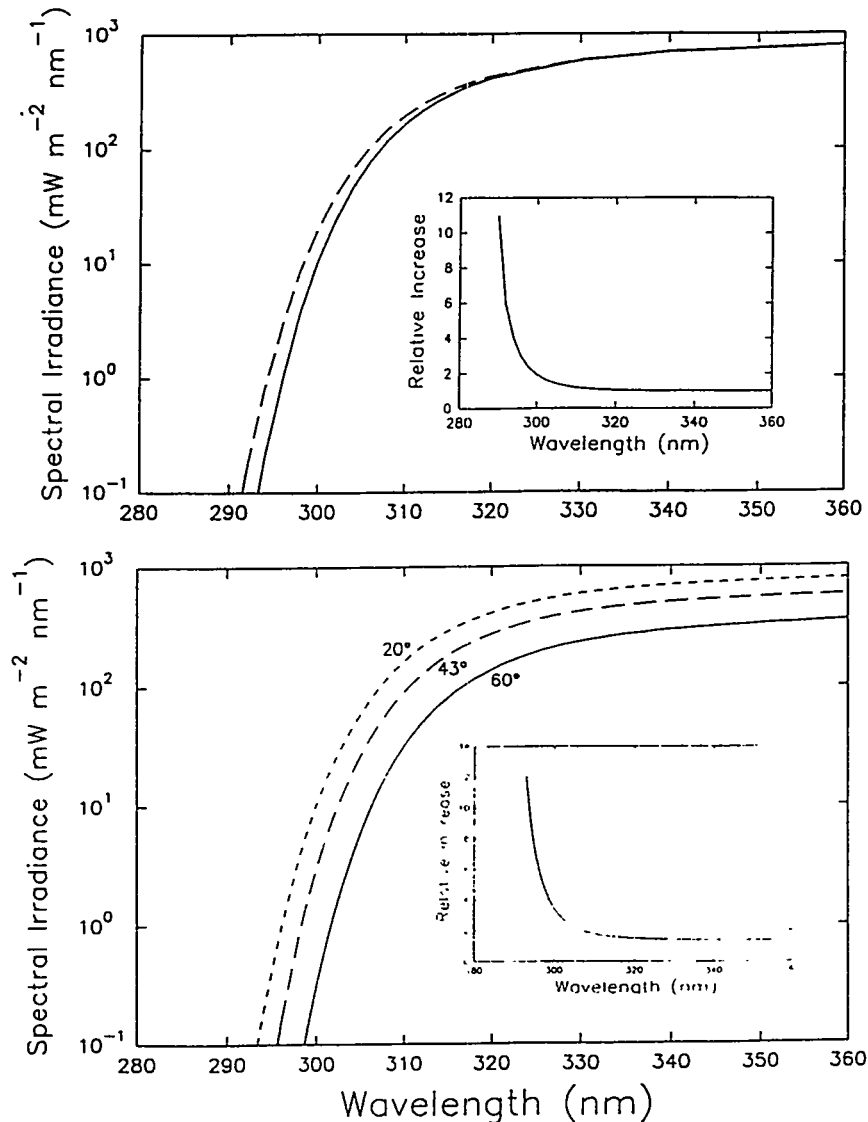 Spectral Irradiance (mW m⁻² nm⁻¹)
10³
10²
10¹
10⁰
10⁻¹
280 290 300 310 320 330 340 350 360
Relative Increase
12
10
8
6
4
2
0
280 300 320 340 360
Wavelength (nm)
Spectral Irradiance (mW m⁻² nm⁻¹)
10³
10²
10¹
10⁰
10⁻¹
20°
43°
60°
Relative
300 320 340
Wavelength (nm)
280 290 300 310 320 330 340 350 360
Wavelength (nm)